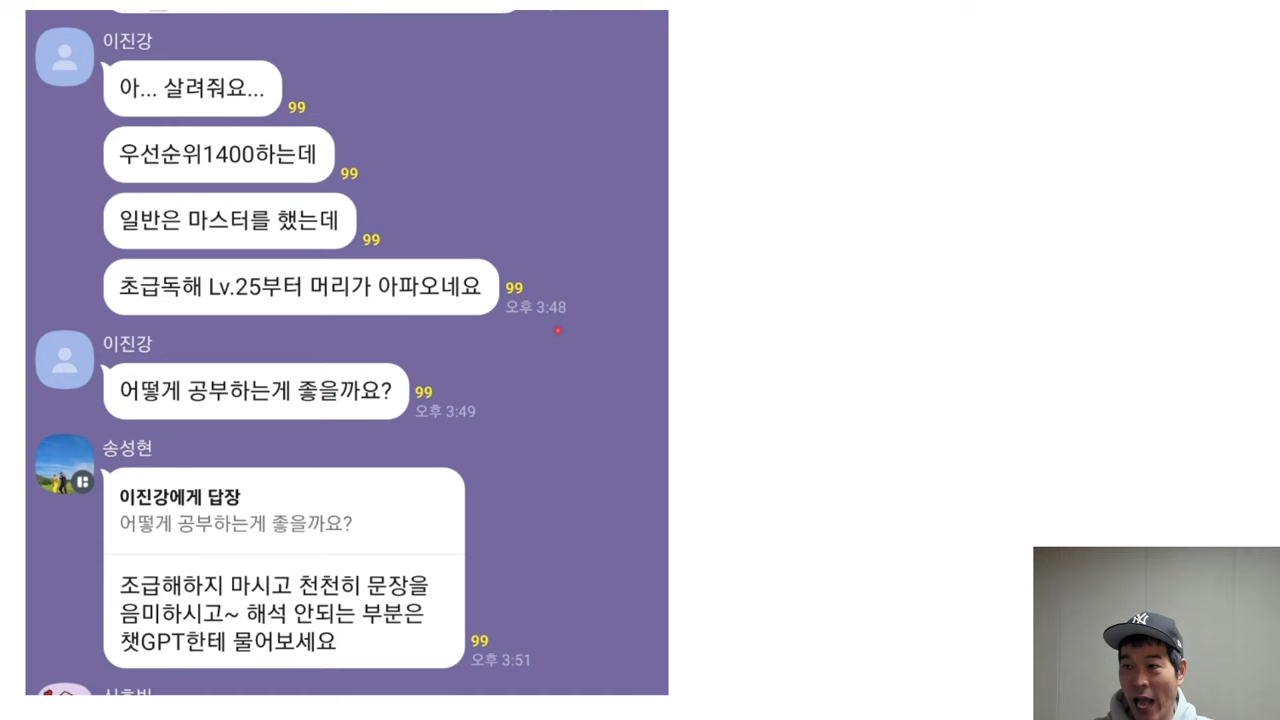 이진강
아... 살려줘요...
99
우선순위1400하는데
99
일반은 마스터를 했는데
99
초급독해 Lv.25부터 머리가 아파오네요
99
오후 3:48
이진강
어떻게 공부하는게 좋을까요?
99
오후 3:49
송성현
이진강에게 답장
어떻게 공부하는게 좋을까요?
조급해하지 마시고 천천히 문장을
음미하시고~ 해석 안되는 부분은
챗GPT한테 물어보세요
99
오후 3:51